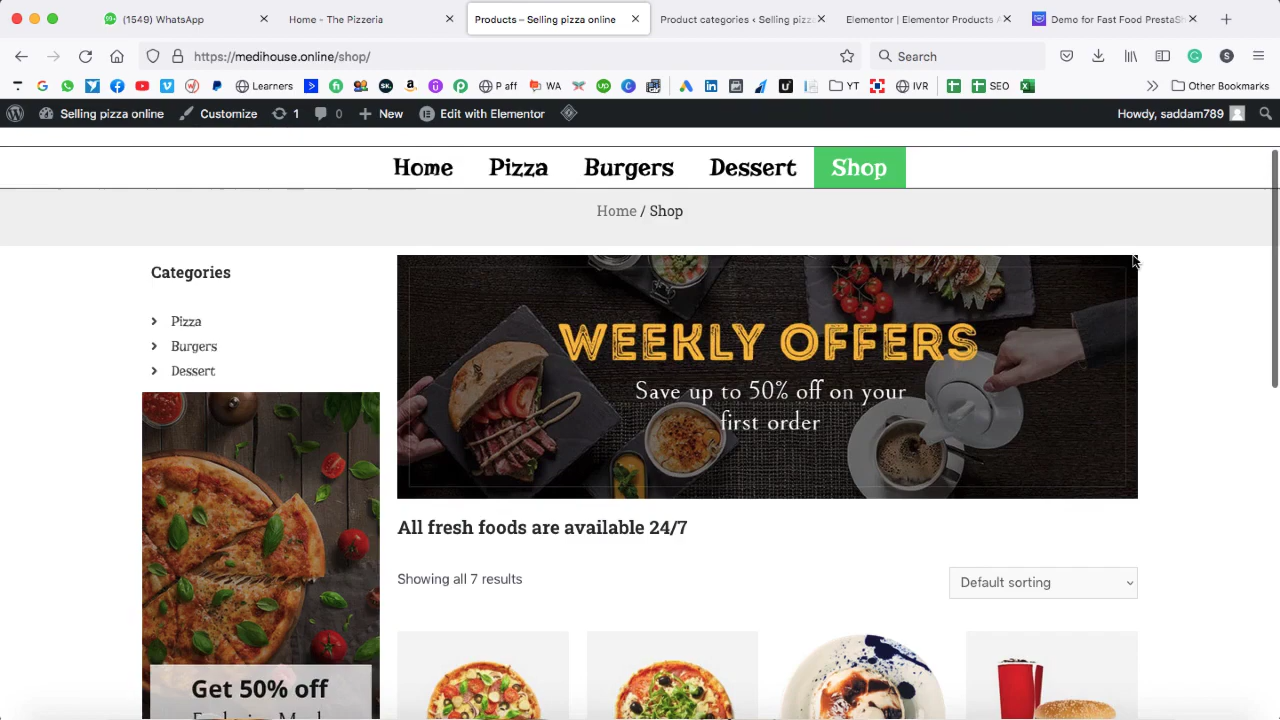 (1549) WhatsApp
Home - The Pizzeria
Products – Selling pizza online
Product categories ‹ Selling pizz
Elementor | Elementor Products A
Demo for Fast Food PrestaSh
https://medihouse.online/shop/
Search
Learners
P aff
WA
YT
IVR
SEO
Other Bookmarks
Selling pizza online
Customize
1
0
New
Edit with Elementor
Howdy, saddam789
Home
Pizza
Burgers
Dessert
Shop
Home / Shop
Categories
Pizza
Burgers
Dessert
WEEKLY OFFERS
Save up to 50% off on your
first order
All fresh foods are available 24/7
Showing all 7 results
Default sorting
Get 50% off